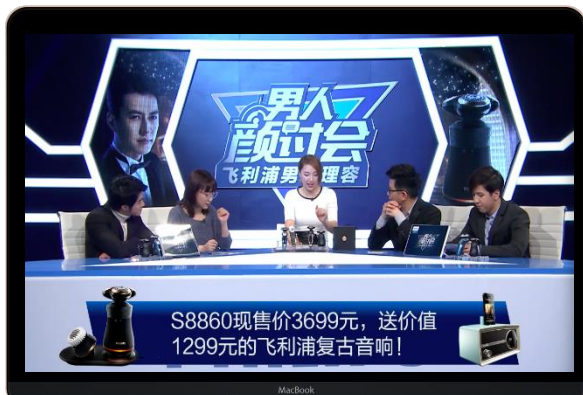 男人
颜讨会
飞利浦男士理容
S8860现售价3699元，送价值
1299元的飞利浦复古音响！
MacBook